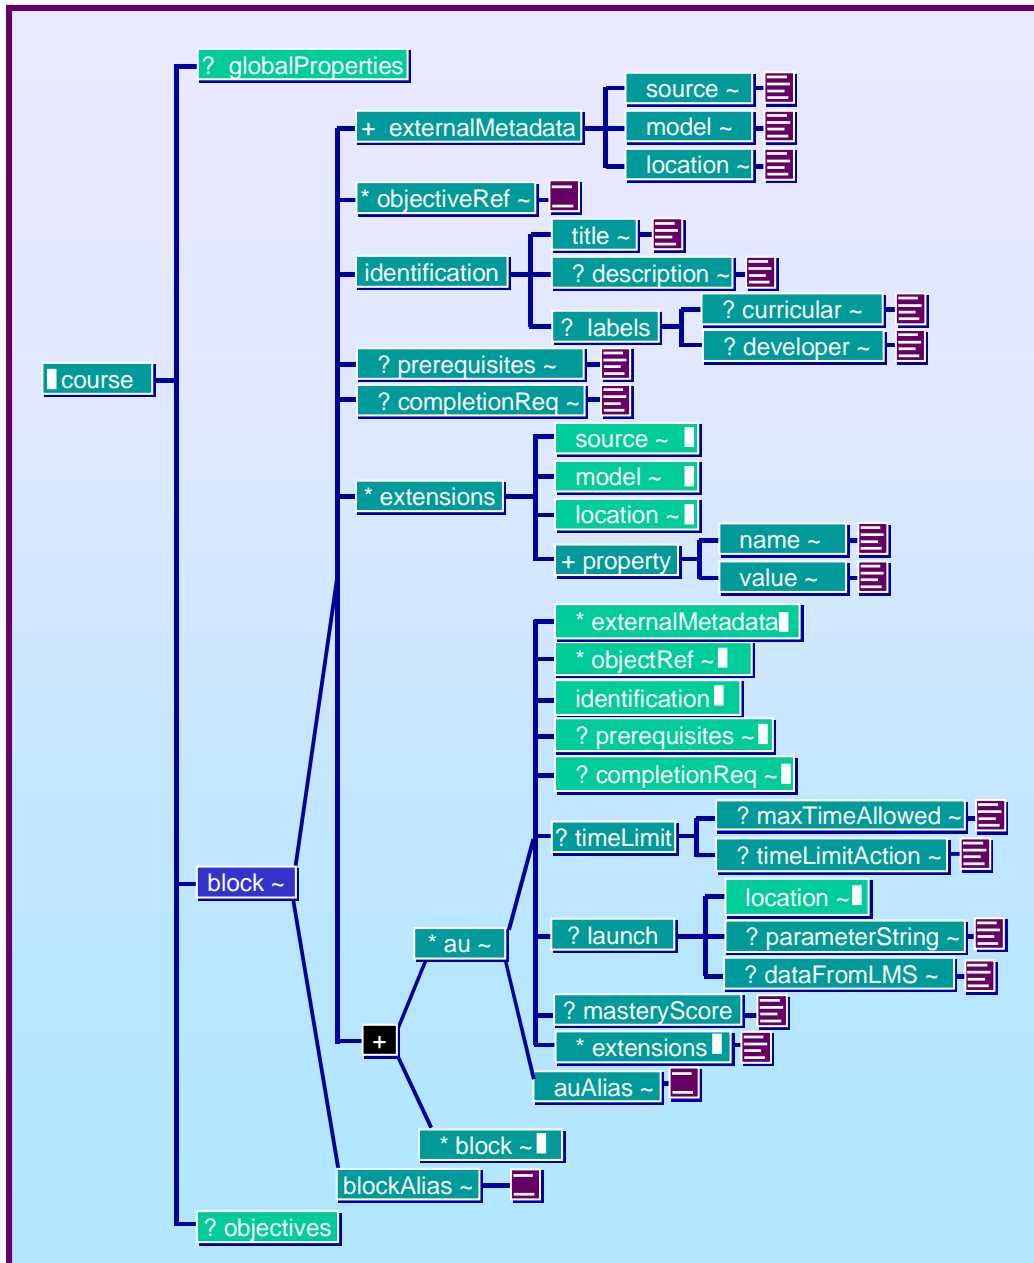 ? globalProperties
source ~
+ externalMetadata
model ~
location ~
* objectiveRef ~
title ~
identification
? description ~
? labels
? curricular ~
? developer ~
? prerequisites ~
course
? completionReq ~
source ~
model ~
* extensions
location ~
+ property
name ~
value ~
* externalMetadata
* objectRef ~
identification
? prerequisites ~
? completionReq ~
? timeLimit
? maxTimeAllowed ~
? timeLimitAction ~
block ~
location ~
* au ~
? launch
? parameterString ~
? dataFromLMS ~
? masteryScore
+
* extensions
auAlias ~
* block ~
blockAlias ~
? objectives